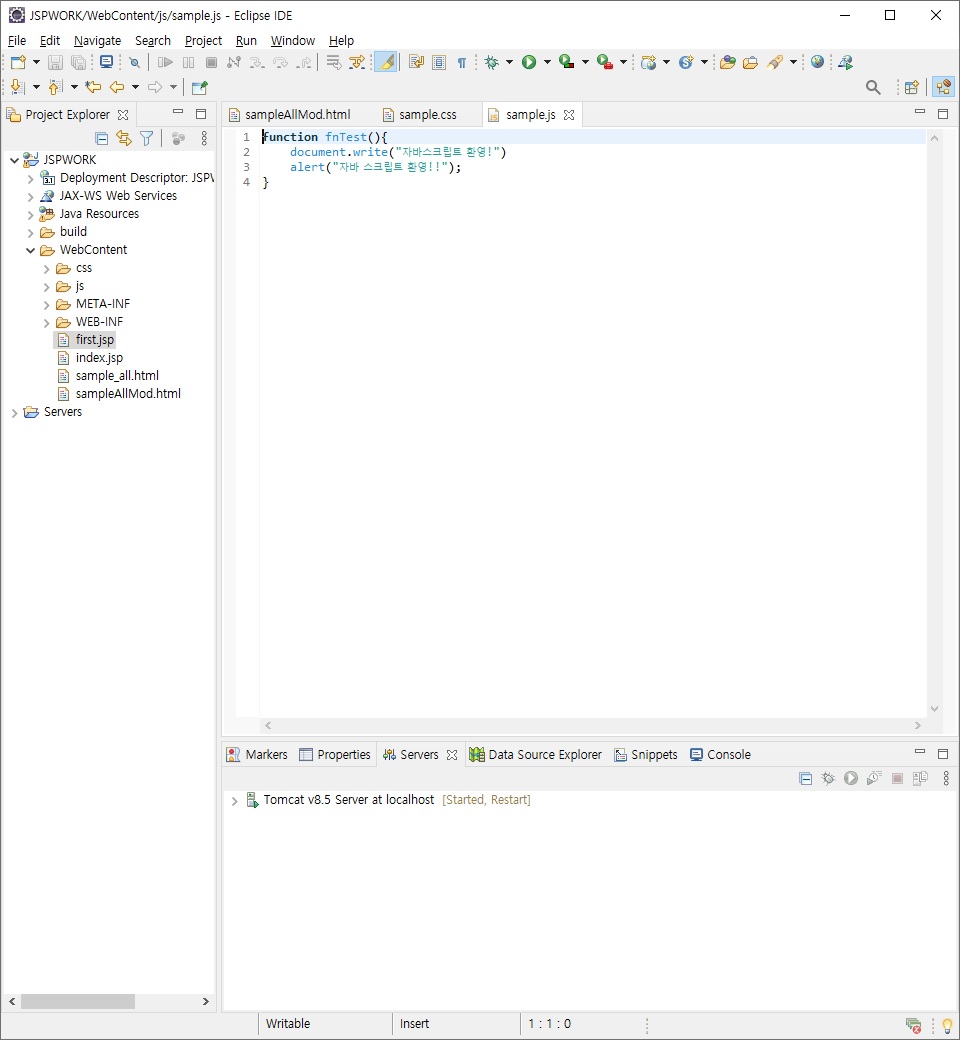 JSPWORK/WebContent/js/sample.js - Eclipse IDE
File Edit Navigate Search Project Run Window Help
Project Explorer
JSPWORK
Deployment Descriptor: JSPW
JAX-WS Web Services
Java Resources
build
WebContent
css
js
META-INF
WEB-INF
first.jsp
index.jsp
sample_all.html
sampleAllMod.html
Servers
sampleAllMod.html sample.css sample.js
1 function fnTest(){
2 document.write("자바스크립트 환영!")
3 alert("자바 스크립트 환영!!");
4 }
Markers Properties Servers Data Source Explorer Snippets Console
Tomcat v8.5 Server at localhost [Started, Restart]
Writable Insert 1 : 1 : 0